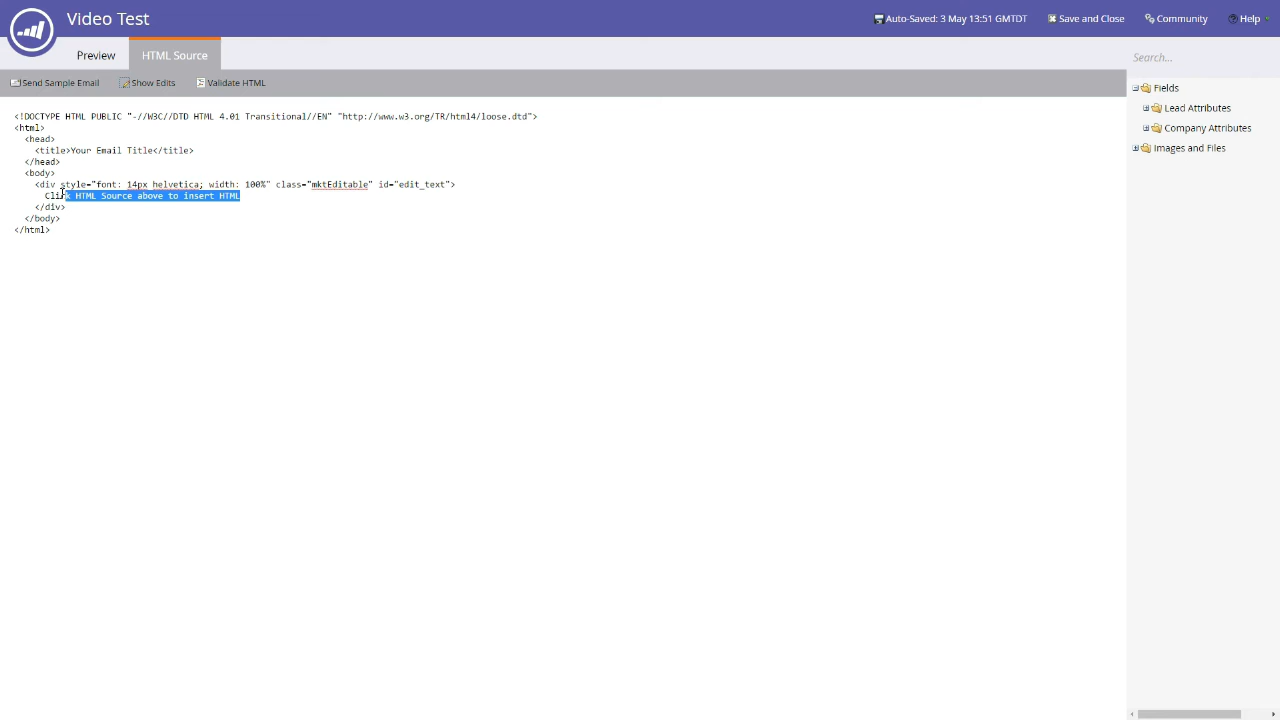 Video Test
Auto-Saved: 3 May 13:51 GMTDT
Save and Close
Community
Help
Preview
HTML Source
Search...
Send Sample Email
Show Edits
Validate HTML
Fields
Lead Attributes
Company Attributes
Images and Files
<!DOCTYPE HTML PUBLIC "-//W3C//DTD HTML 4.01 Transitional//EN" "http://www.w3.org/TR/html4/loose.dtd">
<html>
<head>
<title>Your Email Title</title>
</head>
<body>
<div style="font: 14px helvetica; width: 100%" class="mktEditable" id="edit_text">
Click HTML Source above to insert HTML
</div>
</body>
</html>